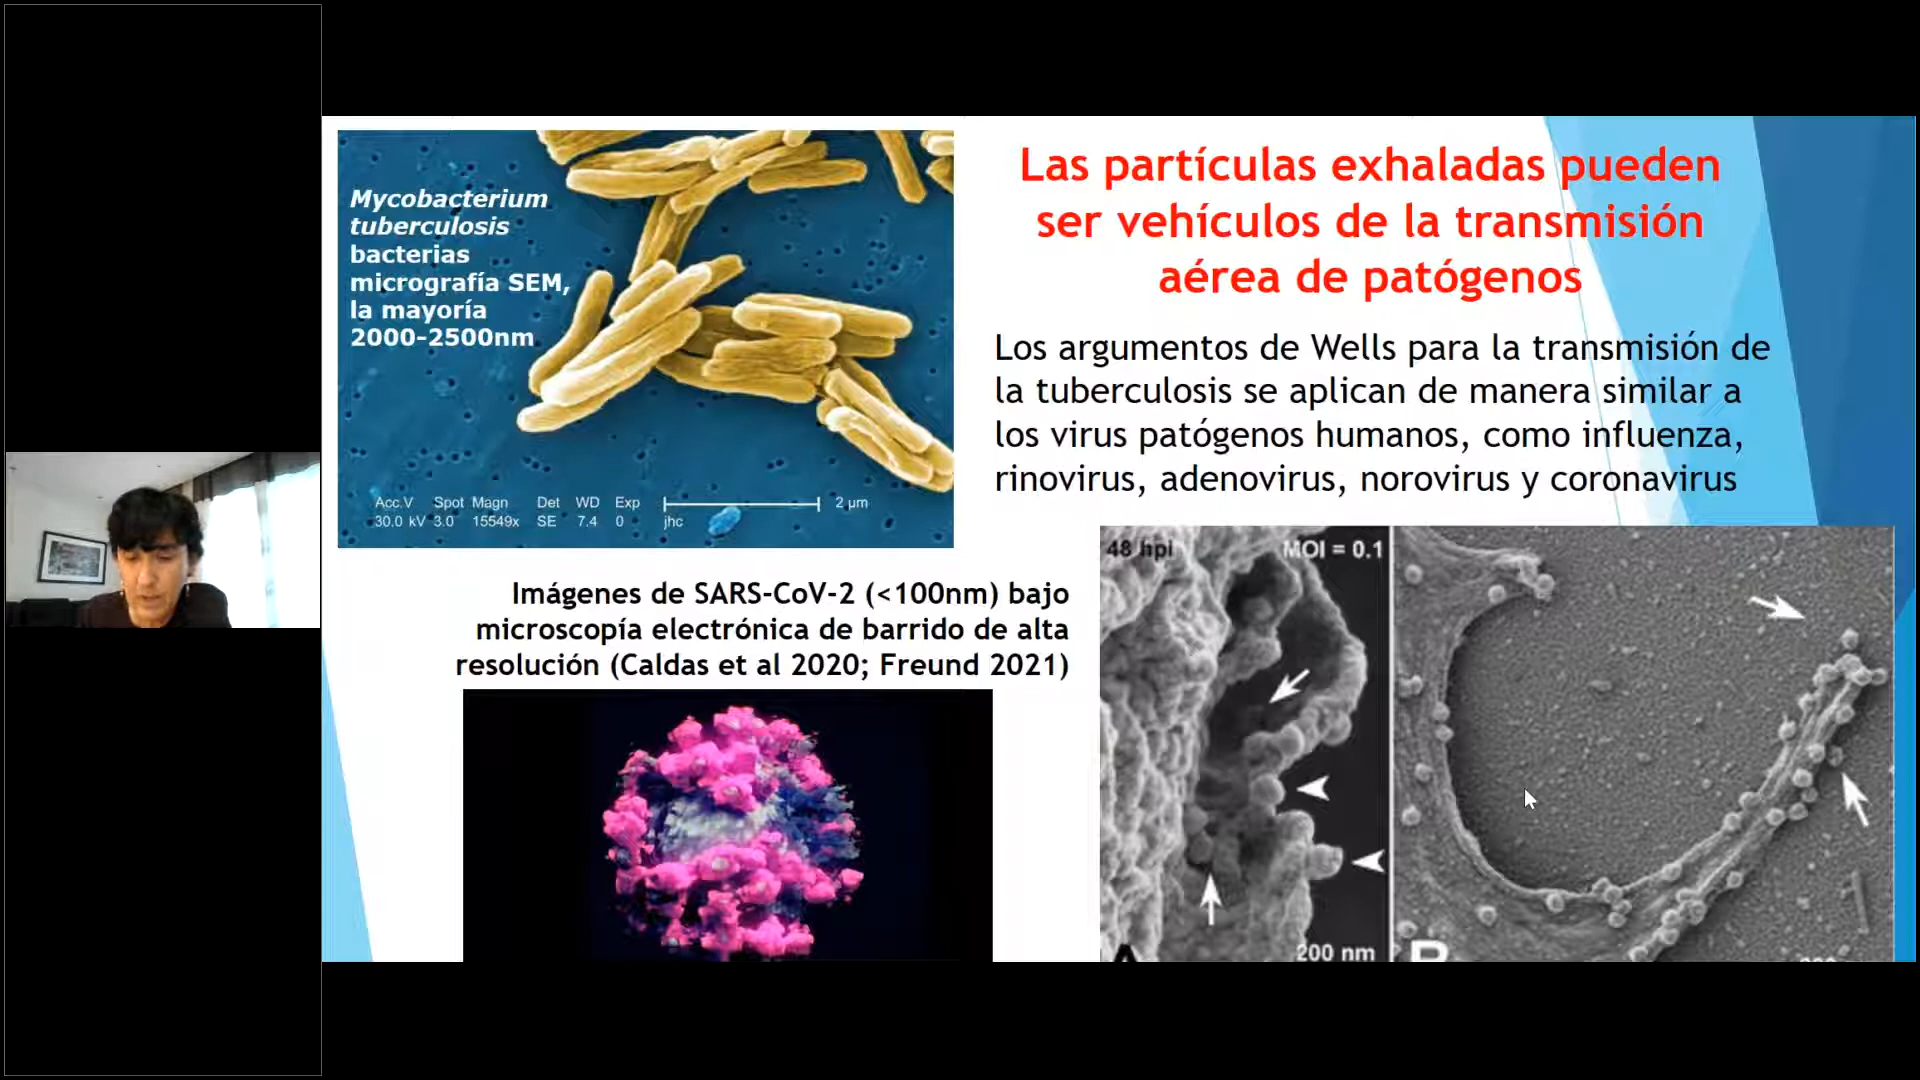 Las partículas exhaladas pueden
ser vehículos de la transmisión
aérea de patógenos
Mycobacterium
tuberculosis
bacterias
micrografía SEM,
la mayoría
2000-2500nm
Acc.V Spot Magn Det WD Exp 2 µm
30.0 kV 3.0 15549x SE 7.4 0 jhc
Los argumentos de Wells para la transmisión de
la tuberculosis se aplican de manera similar a
los virus patógenos humanos, como influenza,
rinovirus, adenovirus, norovirus y coronavirus
Imágenes de SARS-CoV-2 (<100nm) bajo
microscopía electrónica de barrido de alta
resolución (Caldas et al 2020; Freund 2021)
48 hpi MOI = 0.1
200 nm
A
B